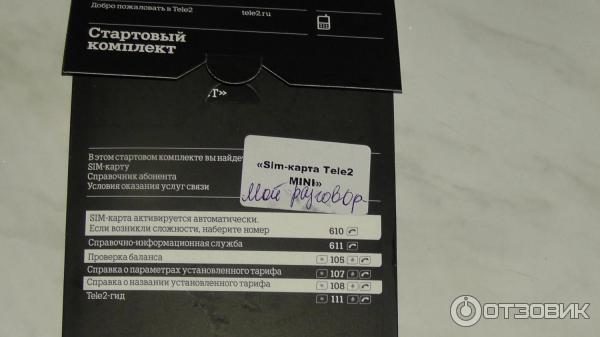 Добро пожаловать в Tele2
tele2.ru
Стартовый
комплект
т»
В этом стартовом комплекте вы найдет
SIM-карту
Справочник абонента
Условия оказания услуг связи
«Sim-карта Tele2
MINI»
Мой разговор
SIM-карта активируется автоматически.
Если возникли сложности, наберите номер 610
Справочно-информационная служба 611
Проверка баланса * 105 #
Справка о параметрах установленного тарифа * 107 #
Справка о названии установленного тарифа * 108 #
Tele2-гид * 111 #
ОТЗОВИК